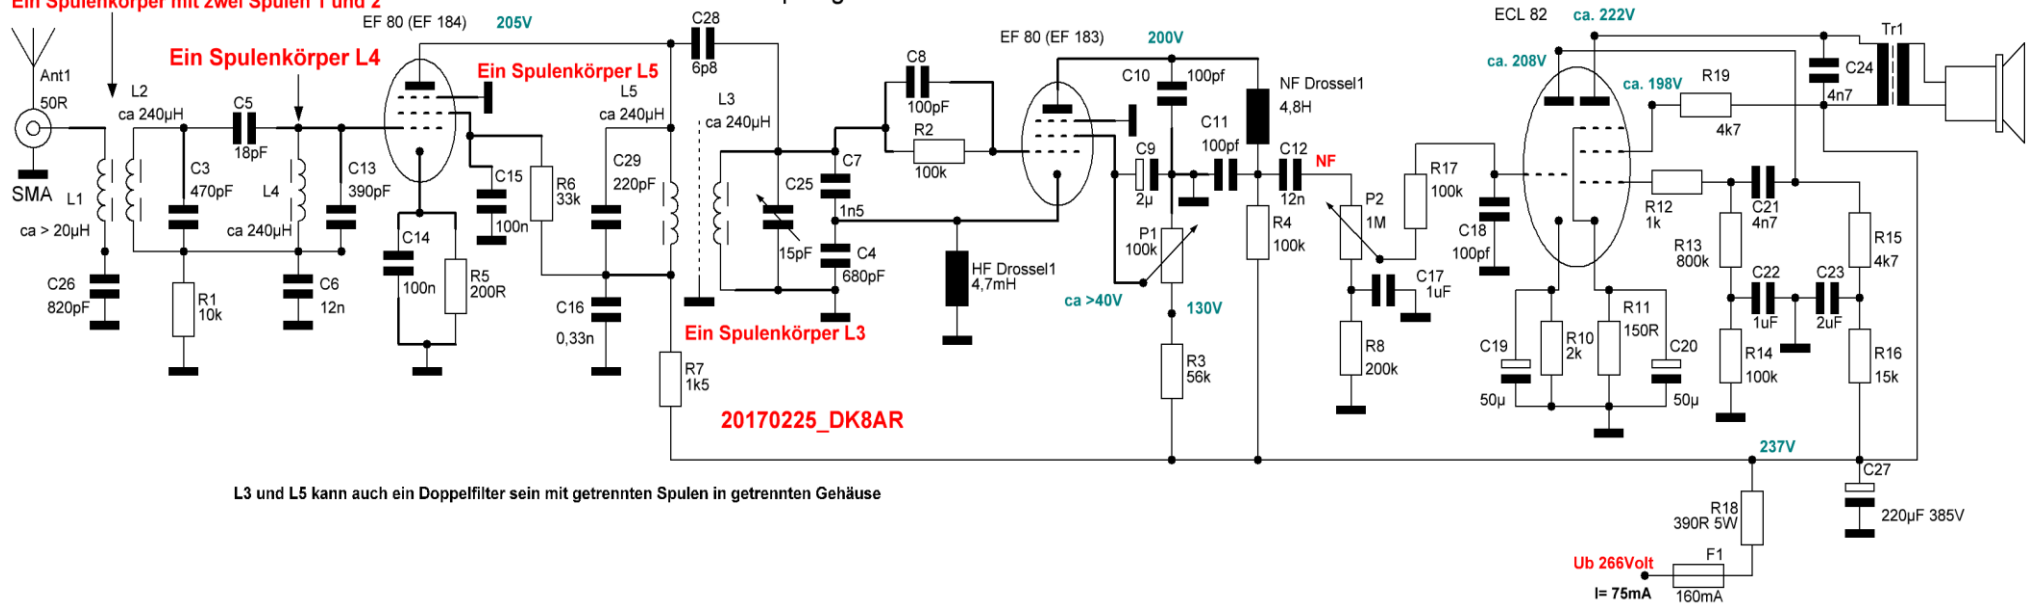 Ein Spulenkörper mit zwei Spulen 1 und 2
EF 80 (EF 184)
205V
C28
6p8
Ein Spulenkörper L4
Ein Spulenkörper L5
Ant1
50R
SMA
L2
ca 240µH
C5
18pF
L1
ca > 20µH
C3
470pF
L4
ca 240µH
C13
390pF
C26
820pF
R1
10k
C6
12n
C14
100n
R5
200R
C15
100n
R6
33k
L5
ca 240µH
C29
220pF
C16
0,33n
L3
ca 240µH
R7
1k5
Ein Spulenkörper L3
C25
15pF
C7
1n5
C4
680pF
C8
100pF
R2
100k
HF Drossel1
4,7mH
EF 80 (EF 183)
200V
C10
100pf
C9
2µ
C11
100pf
NF Drossel1
4,8H
C12
12n
NF
P1
100k
ca >40V
130V
R3
56k
R4
100k
P2
1M
C17
1uF
R8
200k
R17
100k
C18
100pf
ECL 82
ca. 222V
ca. 208V
ca. 198V
R19
4k7
C24
4n7
Tr1
R12
1k
C21
4n7
R13
800k
R15
4k7
C22
1uF
C23
2uF
R14
100k
R16
15k
C19
50µ
R10
2k
R11
150R
C20
50µ
237V
C27
220µF 385V
R18
390R 5W
F1
160mA
Ub 266Volt
I= 75mA
20170225_DK8AR
L3 und L5 kann auch ein Doppelfilter sein mit getrennten Spulen in getrennten Gehäuse